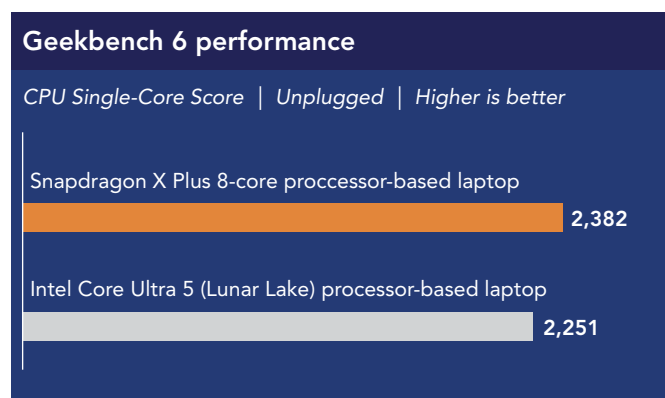 Geekbench 6 performance
CPU Single-Core Score | Unplugged | Higher is better
Snapdragon X Plus 8-core proccessor-based laptop
2,382
Intel Core Ultra 5 (Lunar Lake) processor-based laptop
2,251